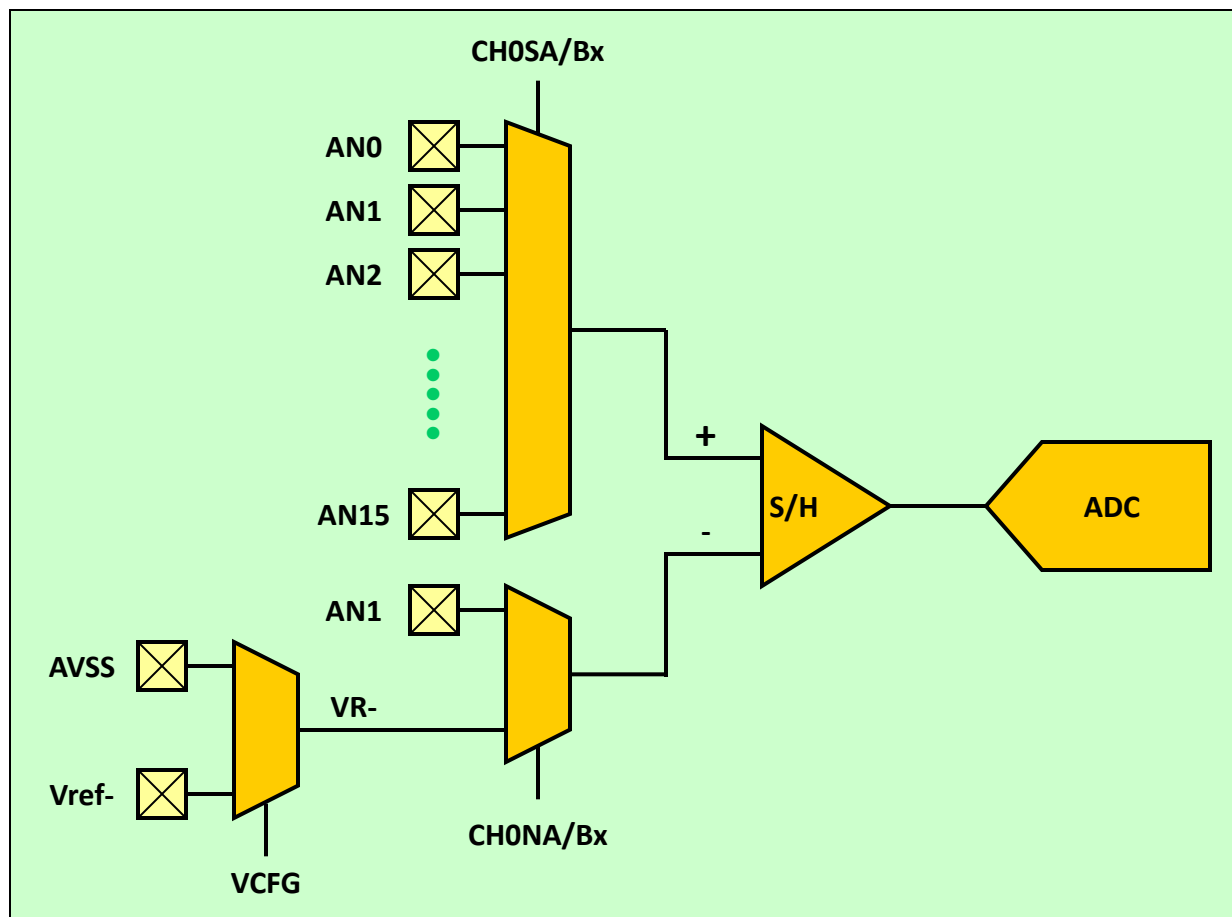 CH0SA/Bx
AN0
AN1
AN2
AN15
+
S/H
ADC
-
AN1
AVSS
VR-
Vref-
CH0NA/Bx
VCFG